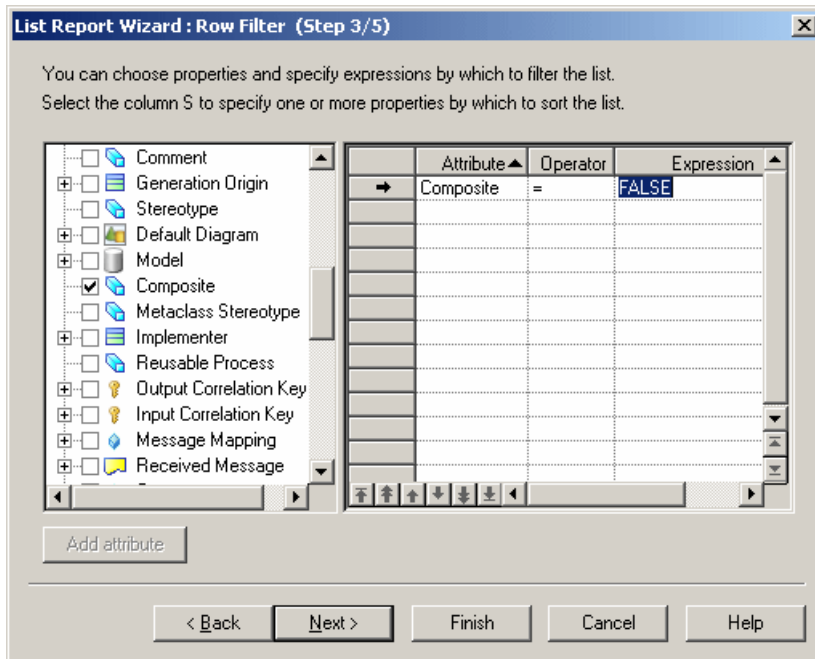 List Report Wizard : Row Filter (Step 3/5)
You can choose properties and specify expressions by which to filter the list.
Select the column S to specify one or more properties by which to sort the list.
Comment
Generation Origin
Stereotype
Default Diagram
Model
Composite
Metaclass Stereotype
Implementer
Reusable Process
Output Correlation Key
Input Correlation Key
Message Mapping
Received Message
Attribute Operator Expression
Composite = FALSE
Add attribute
< Back Next > Finish Cancel Help